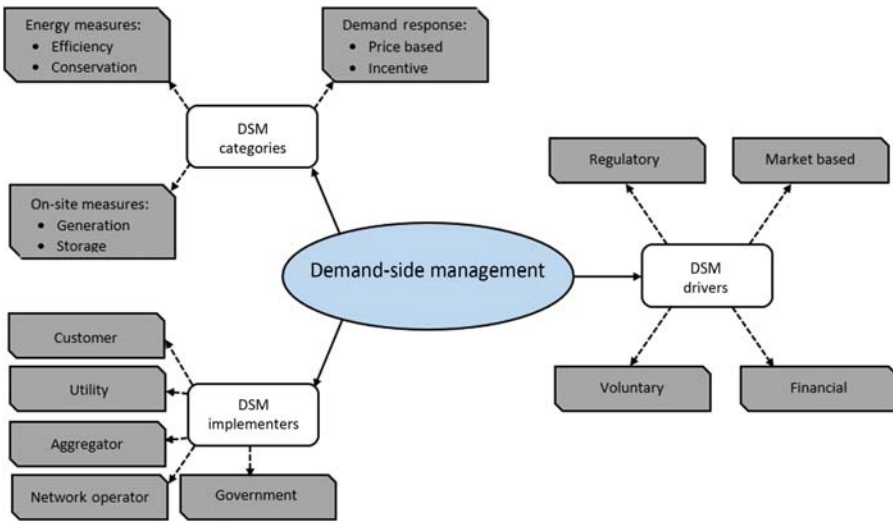 Energy measures:
• Efficiency
• Conservation
Demand response:
• Price based
• Incentive
DSM
categories
On-site measures:
• Generation
• Storage
Regulatory
Market based
Demand-side management
DSM
drivers
Voluntary
Financial
Customer
Utility
Aggregator
Network operator
DSM
implementers
Government